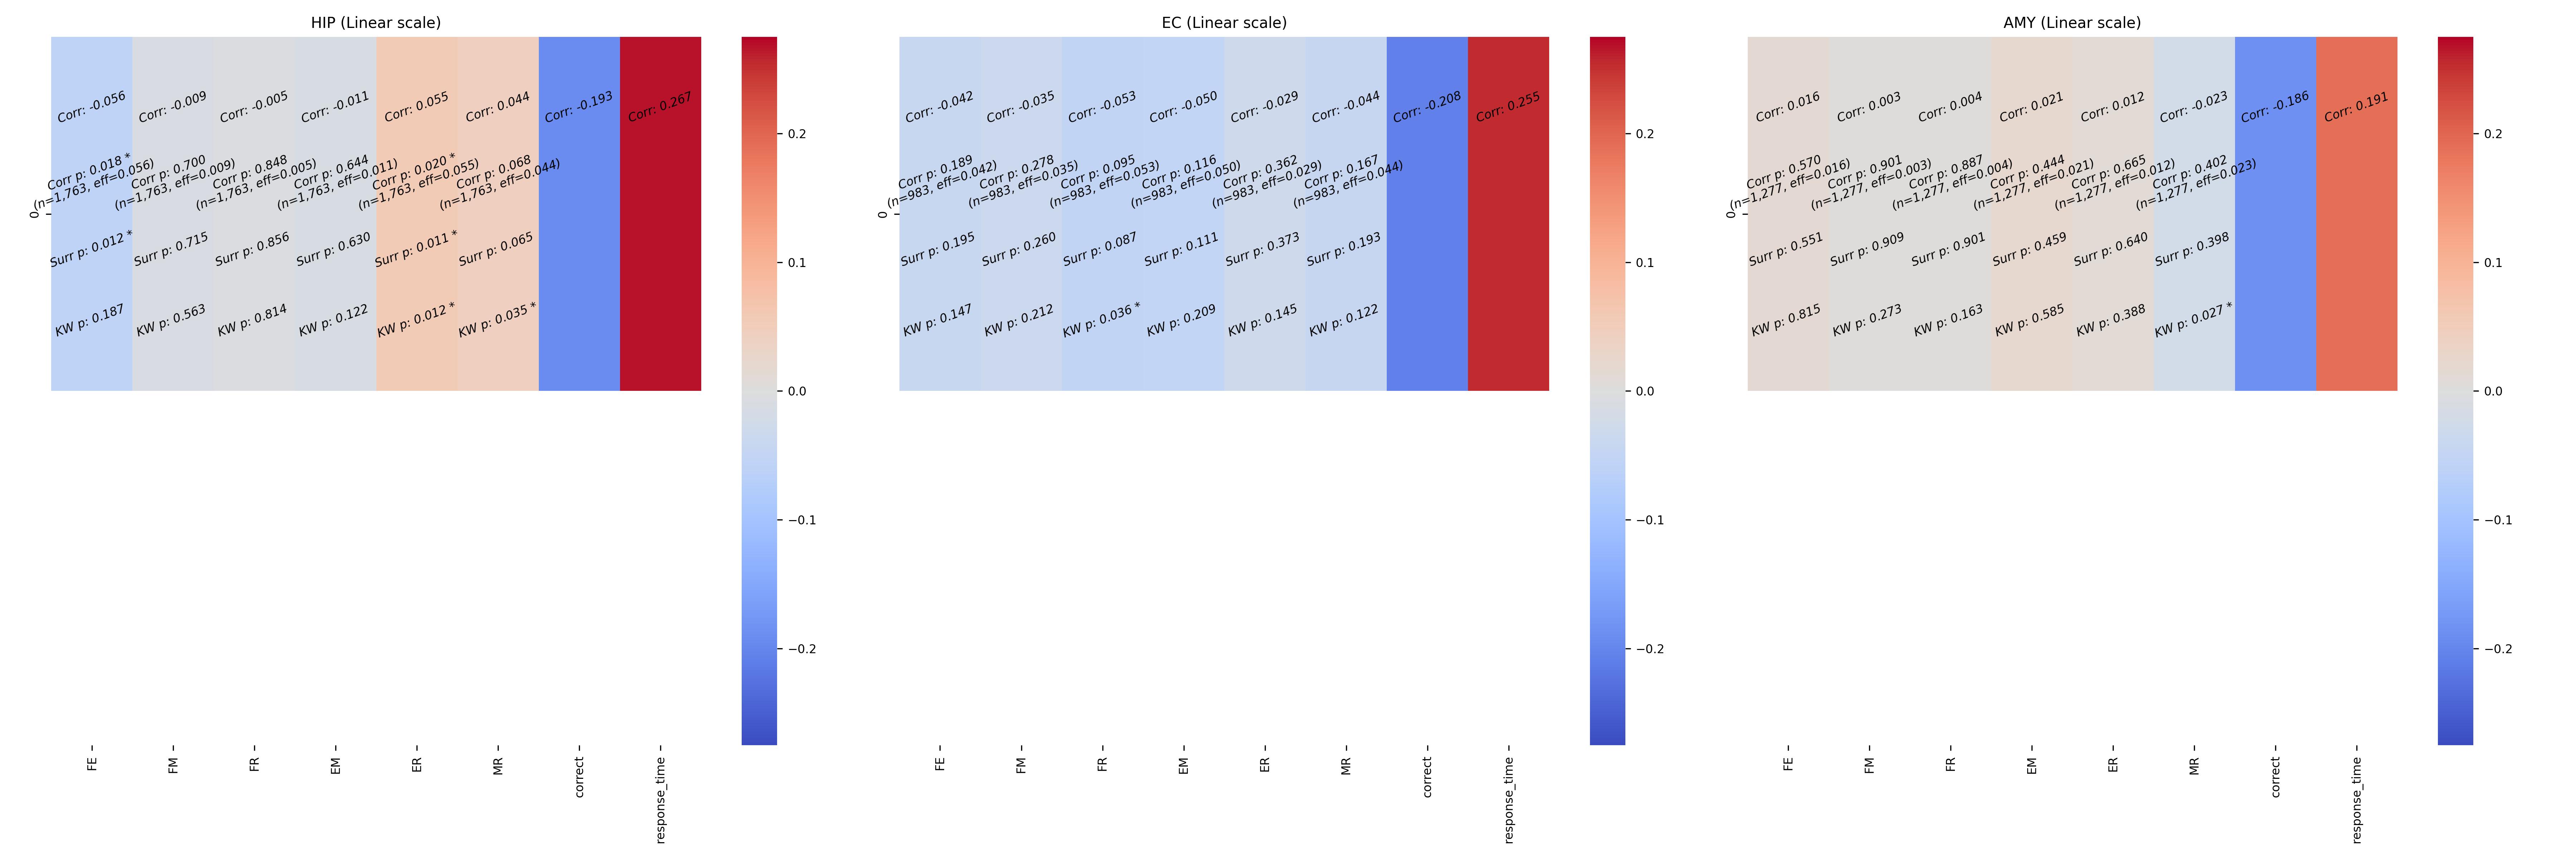 HIP (Linear scale)
Corr: -0.056
Corr: -0.009
Corr: -0.005
Corr: -0.011
Corr: 0.055
Corr: 0.044
Corr: -0.193
Corr: 0.267
Corr p: 0.018 *
(n=1,763, eff=0.056)
Corr p: 0.700
(n=1,763, eff=0.009)
Corr p: 0.848
(n=1,763, eff=0.005)
Corr p: 0.644
(n=1,763, eff=0.011)
Corr p: 0.020 *
(n=1,763, eff=0.055)
Corr p: 0.068
(n=1,763, eff=0.044)
0
Surr p: 0.012 *
Surr p: 0.715
Surr p: 0.856
Surr p: 0.630
Surr p: 0.011 *
Surr p: 0.065
KW p: 0.187
KW p: 0.563
KW p: 0.814
KW p: 0.122
KW p: 0.012 *
KW p: 0.035 *
FE
FM
FR
EM
ER
MR
correct
response_time
0.2
0.1
0.0
−0.1
−0.2
EC (Linear scale)
Corr: -0.042
Corr: -0.035
Corr: -0.053
Corr: -0.050
Corr: -0.029
Corr: -0.044
Corr: -0.208
Corr: 0.255
Corr p: 0.189
(n=983, eff=0.042)
Corr p: 0.278
(n=983, eff=0.035)
Corr p: 0.095
(n=983, eff=0.053)
Corr p: 0.116
(n=983, eff=0.050)
Corr p: 0.362
(n=983, eff=0.029)
Corr p: 0.167
(n=983, eff=0.044)
0
Surr p: 0.195
Surr p: 0.260
Surr p: 0.087
Surr p: 0.111
Surr p: 0.373
Surr p: 0.193
KW p: 0.147
KW p: 0.212
KW p: 0.036 *
KW p: 0.209
KW p: 0.145
KW p: 0.122
FE
FM
FR
EM
ER
MR
correct
response_time
0.2
0.1
0.0
−0.1
−0.2
AMY (Linear scale)
Corr: 0.016
Corr: 0.003
Corr: 0.004
Corr: 0.021
Corr: 0.012
Corr: -0.023
Corr: -0.186
Corr: 0.191
Corr p: 0.570
(n=1,277, eff=0.016)
Corr p: 0.901
(n=1,277, eff=0.003)
Corr p: 0.887
(n=1,277, eff=0.004)
Corr p: 0.444
(n=1,277, eff=0.021)
Corr p: 0.665
(n=1,277, eff=0.012)
Corr p: 0.402
(n=1,277, eff=0.023)
0
Surr p: 0.551
Surr p: 0.909
Surr p: 0.901
Surr p: 0.459
Surr p: 0.640
Surr p: 0.398
KW p: 0.815
KW p: 0.273
KW p: 0.163
KW p: 0.585
KW p: 0.388
KW p: 0.027 *
FE
FM
FR
EM
ER
MR
correct
response_time
0.2
0.1
0.0
−0.1
−0.2